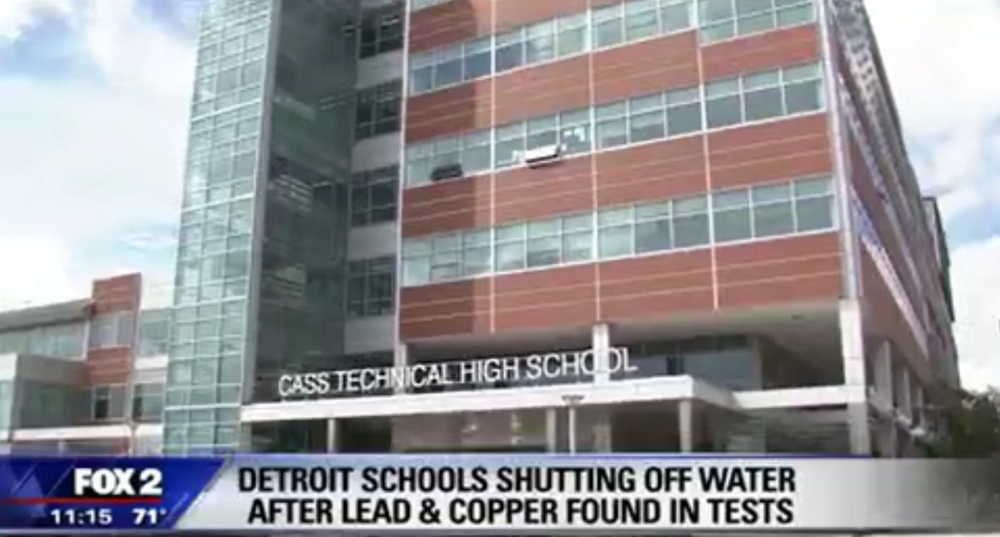 CASS TECHNICAL HIGH SCHOOL
FOX 2
DETROIT SCHOOLS SHUTTING OFF WATER
11:15 71°
AFTER LEAD & COPPER FOUND IN TESTS